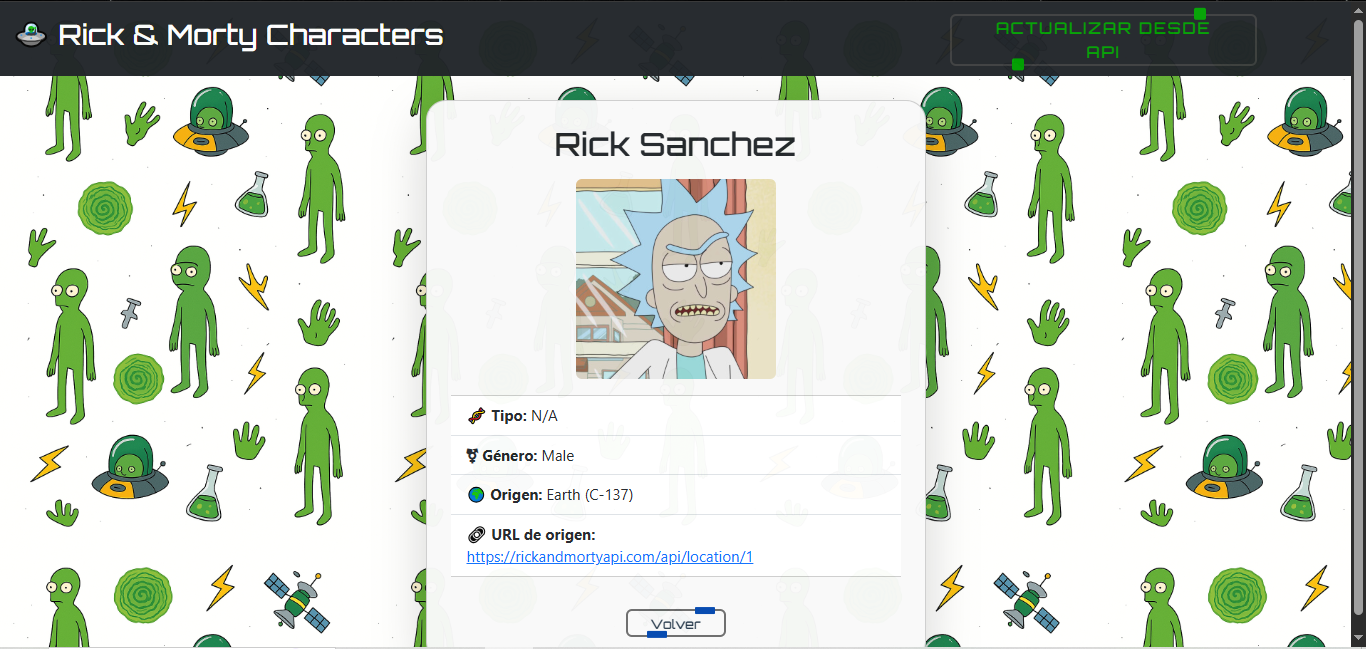 Rick & Morty Characters
ACTUALIZAR DESDE
API
Rick Sanchez
Tipo: N/A
Género: Male
Origen: Earth (C-137)
URL de origen:
https://rickandmortyapi.com/api/location/1
Volver